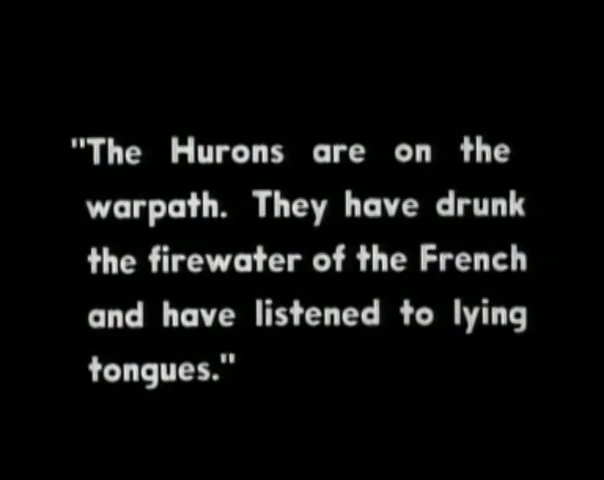 "The Hurons are on the
warpath. They have drunk
the firewater of the French
and have listened to lying
tongues."